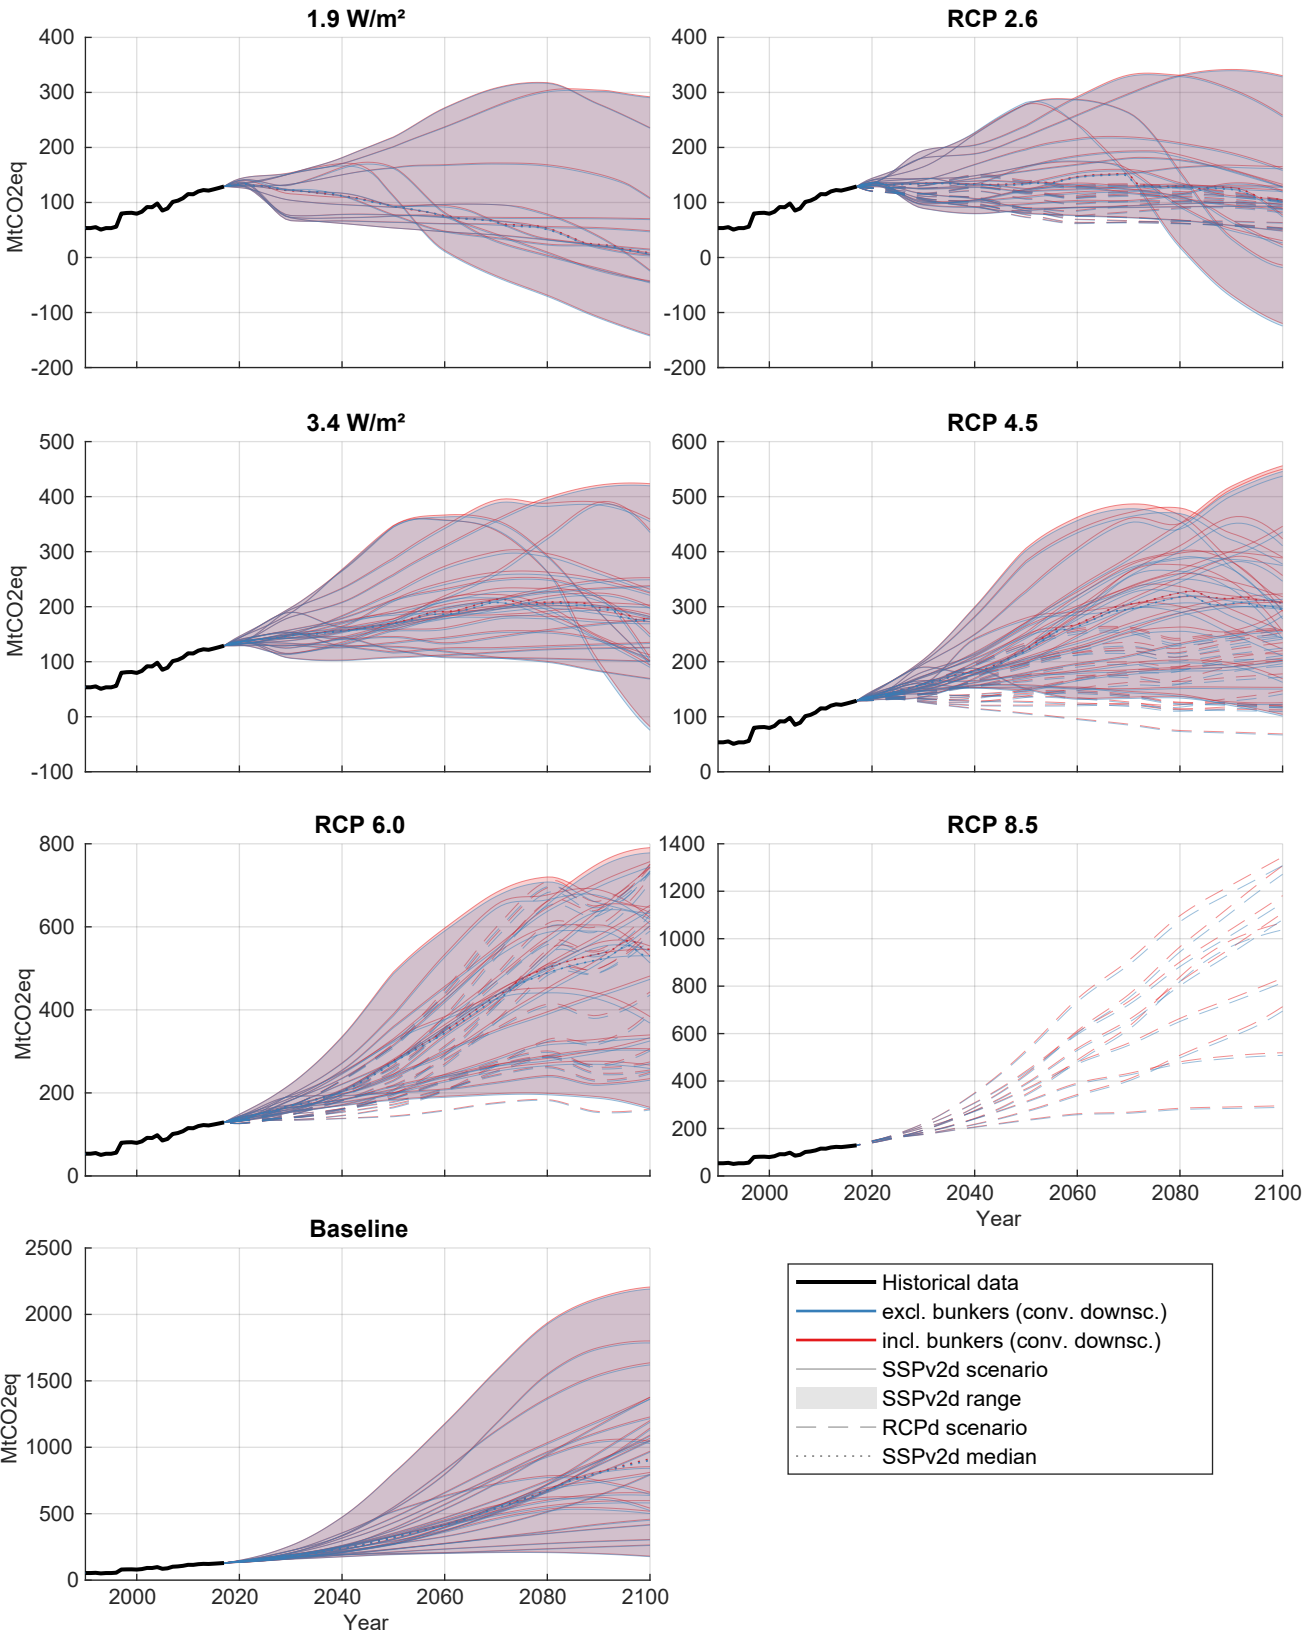 1.9 W/m²
RCP 2.6
400
300
200
100
0
-100
-200
MtCO2eq
400
300
200
100
0
-100
-200
3.4 W/m²
RCP 4.5
500
400
300
200
100
0
-100
MtCO2eq
600
500
400
300
200
100
0
RCP 6.0
RCP 8.5
800
600
400
200
0
MtCO2eq
1400
1200
1000
800
600
400
200
0
2000 2020 2040 2060 2080 2100
Year
Baseline
2500
2000
1500
1000
500
0
MtCO2eq
2000 2020 2040 2060 2080 2100
Year
Historical data
excl. bunkers (conv. downsc.)
incl. bunkers (conv. downsc.)
SSPv2d scenario
SSPv2d range
RCPd scenario
SSPv2d median